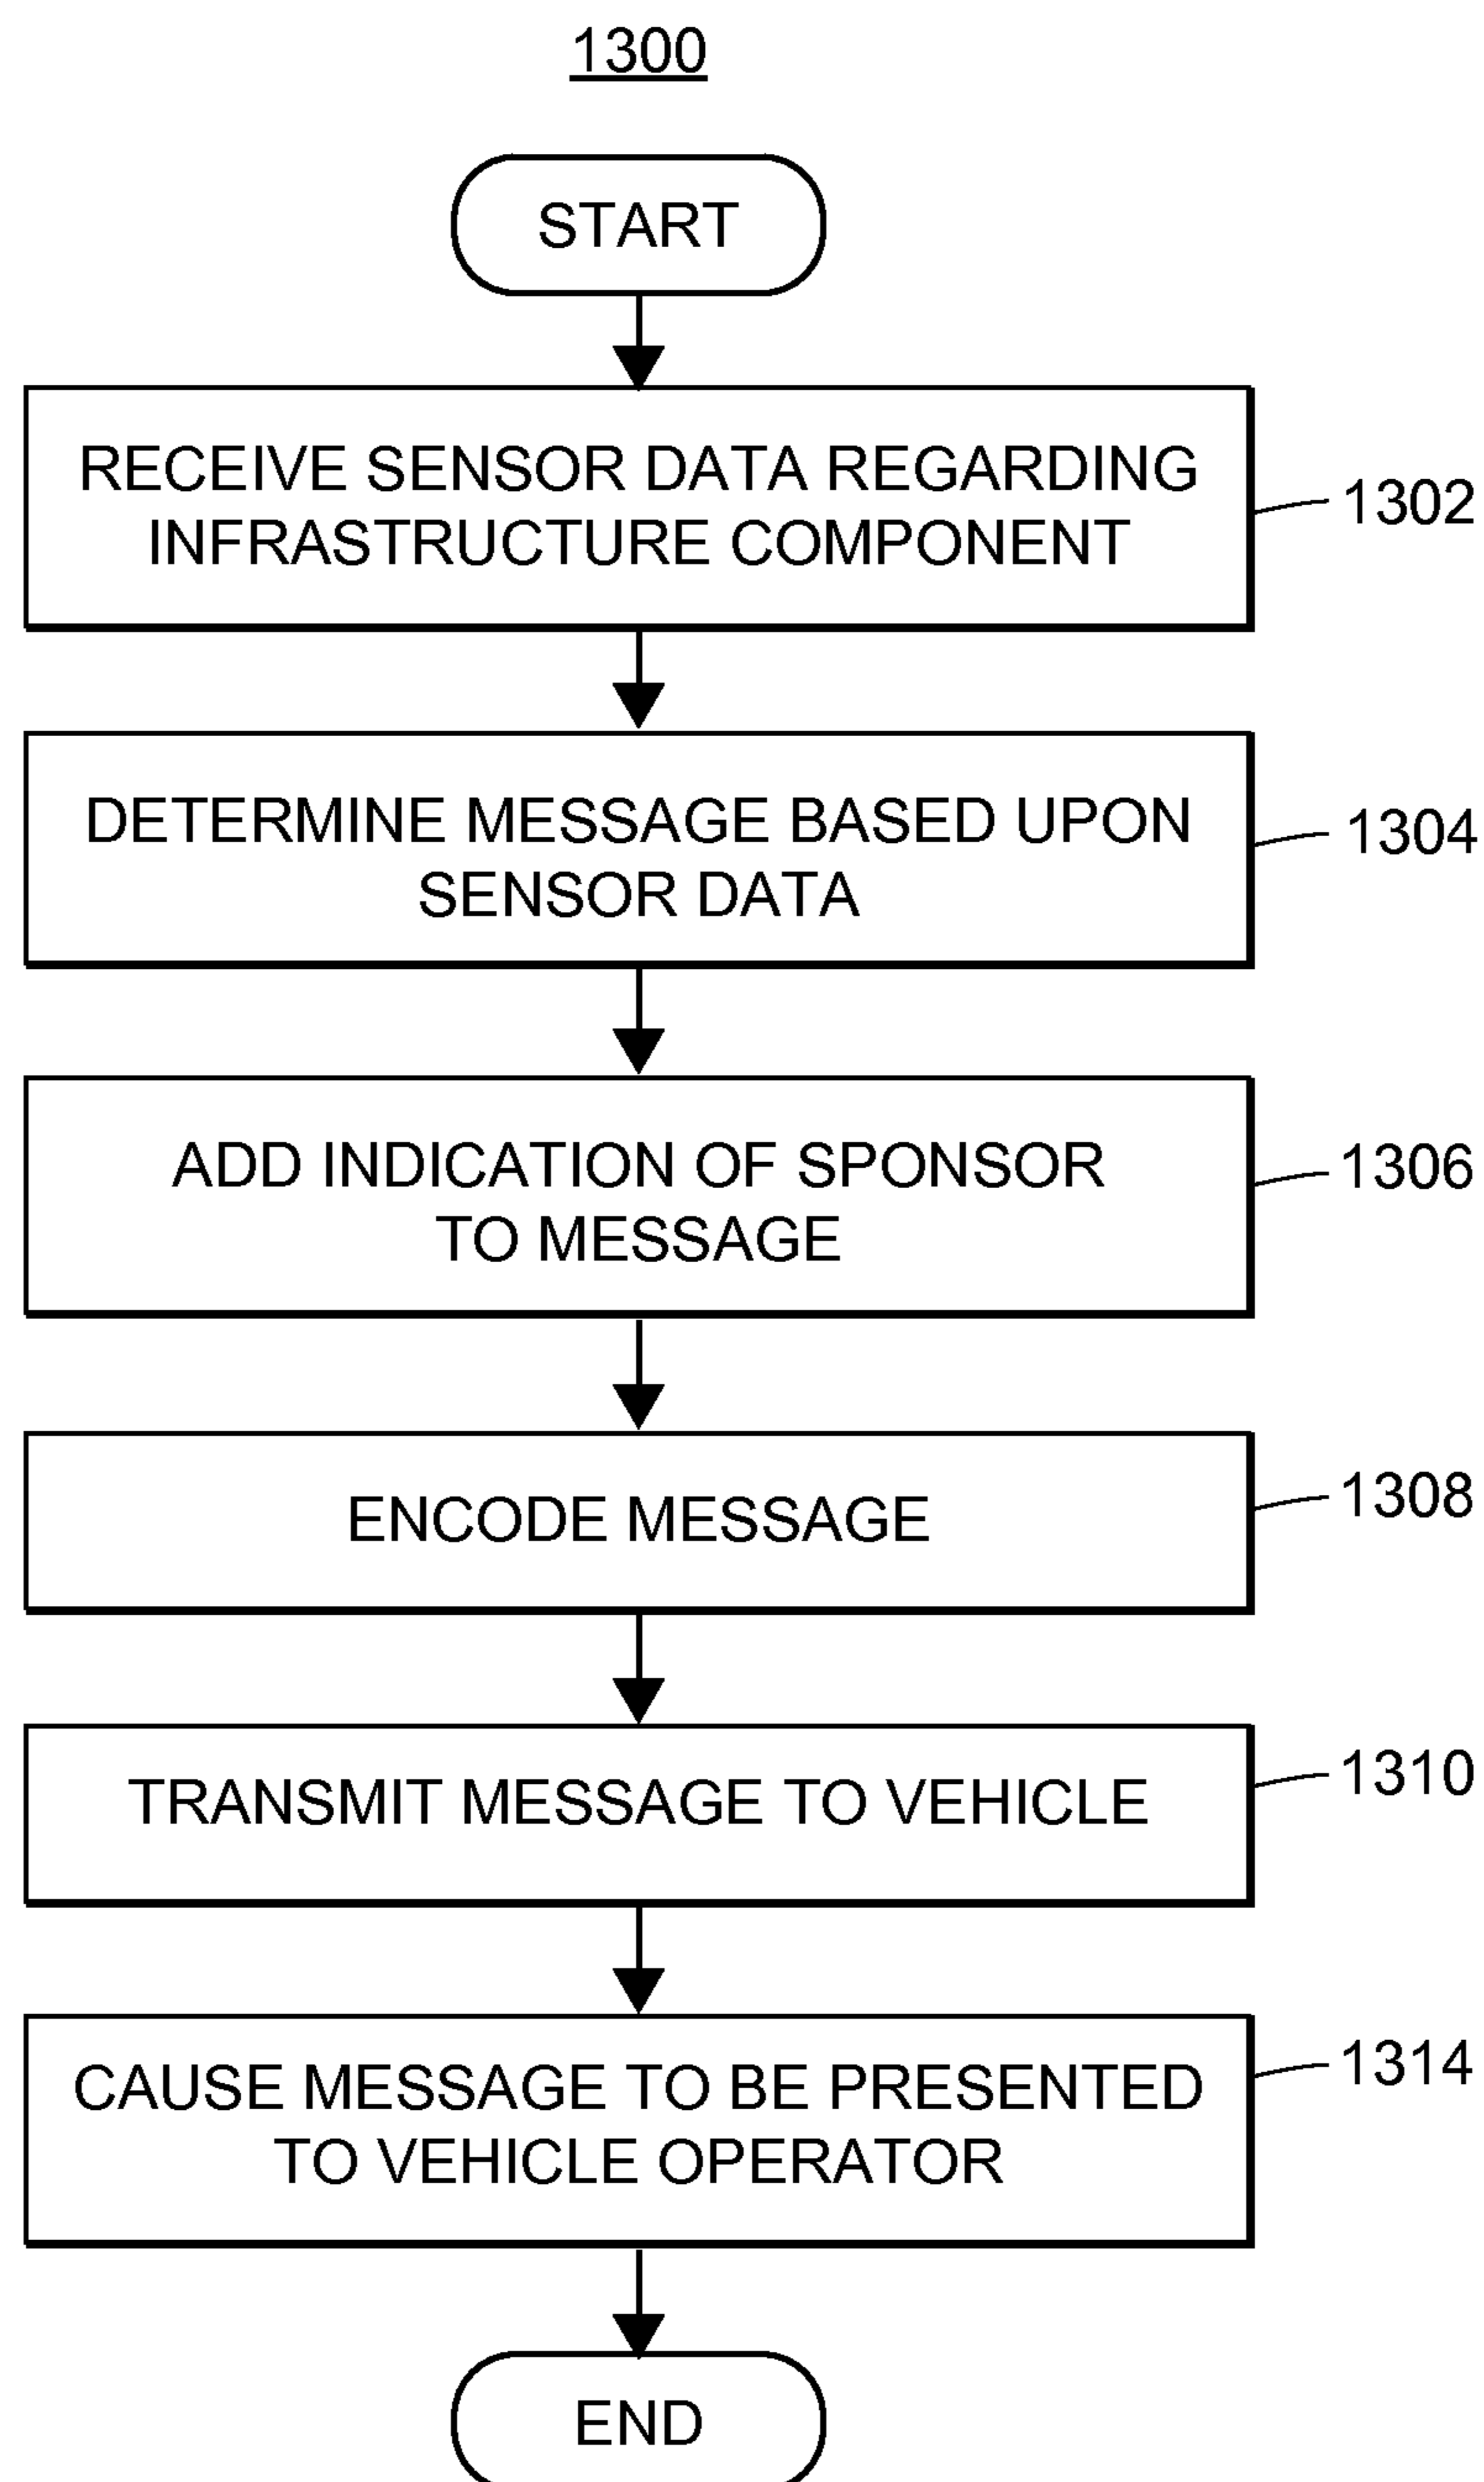 1300
START
RECEIVE SENSOR DATA REGARDING
INFRASTRUCTURE COMPONENT
1302
DETERMINE MESSAGE BASED UPON
SENSOR DATA
1304
ADD INDICATION OF SPONSOR
TO MESSAGE
1306
ENCODE MESSAGE
1308
TRANSMIT MESSAGE TO VEHICLE
1310
CAUSE MESSAGE TO BE PRESENTED
TO VEHICLE OPERATOR
1314
END